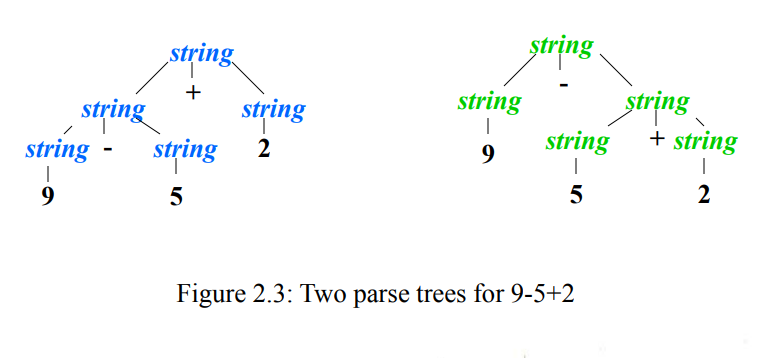 string string
+ -
string string string string
string - string 2 9 string + string
9 5 5 2
Figure 2.3: Two parse trees for 9-5+2